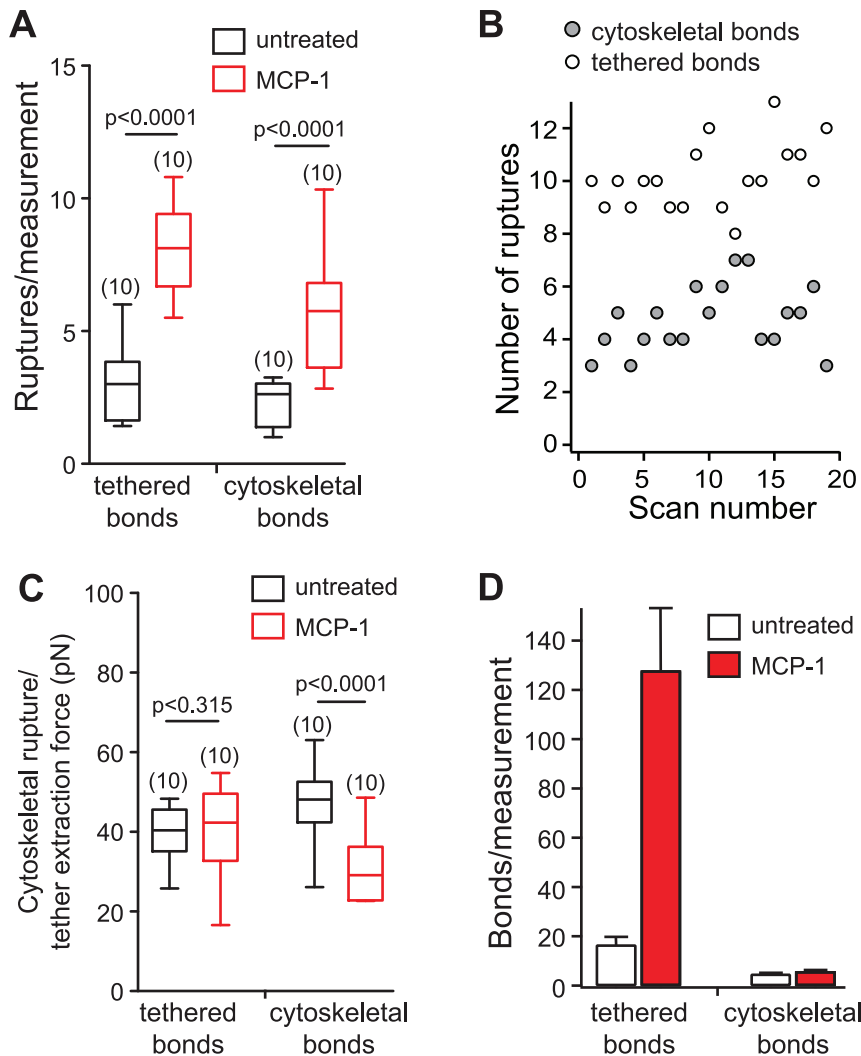 A
untreated
MCP-1
Ruptures/measurement
15
10
5
0
p<0.0001
p<0.0001
(10)
(10)
(10)
(10)
tethered
bonds
cytoskeletal
bonds
B
cytoskeletal bonds
tethered bonds
Number of ruptures
12
10
8
6
4
2
0
0 5 10 15 20
Scan number
C
untreated
MCP-1
Cytoskeletal rupture/
tether extraction force (pN)
100
80
60
40
20
0
p<0.315
p<0.0001
(10)
(10)
(10)
(10)
tethered
bonds
cytoskeletal
bonds
D
untreated
MCP-1
Bonds/measurement
140
120
100
80
60
40
20
0
tethered
bonds
cytoskeletal
bonds